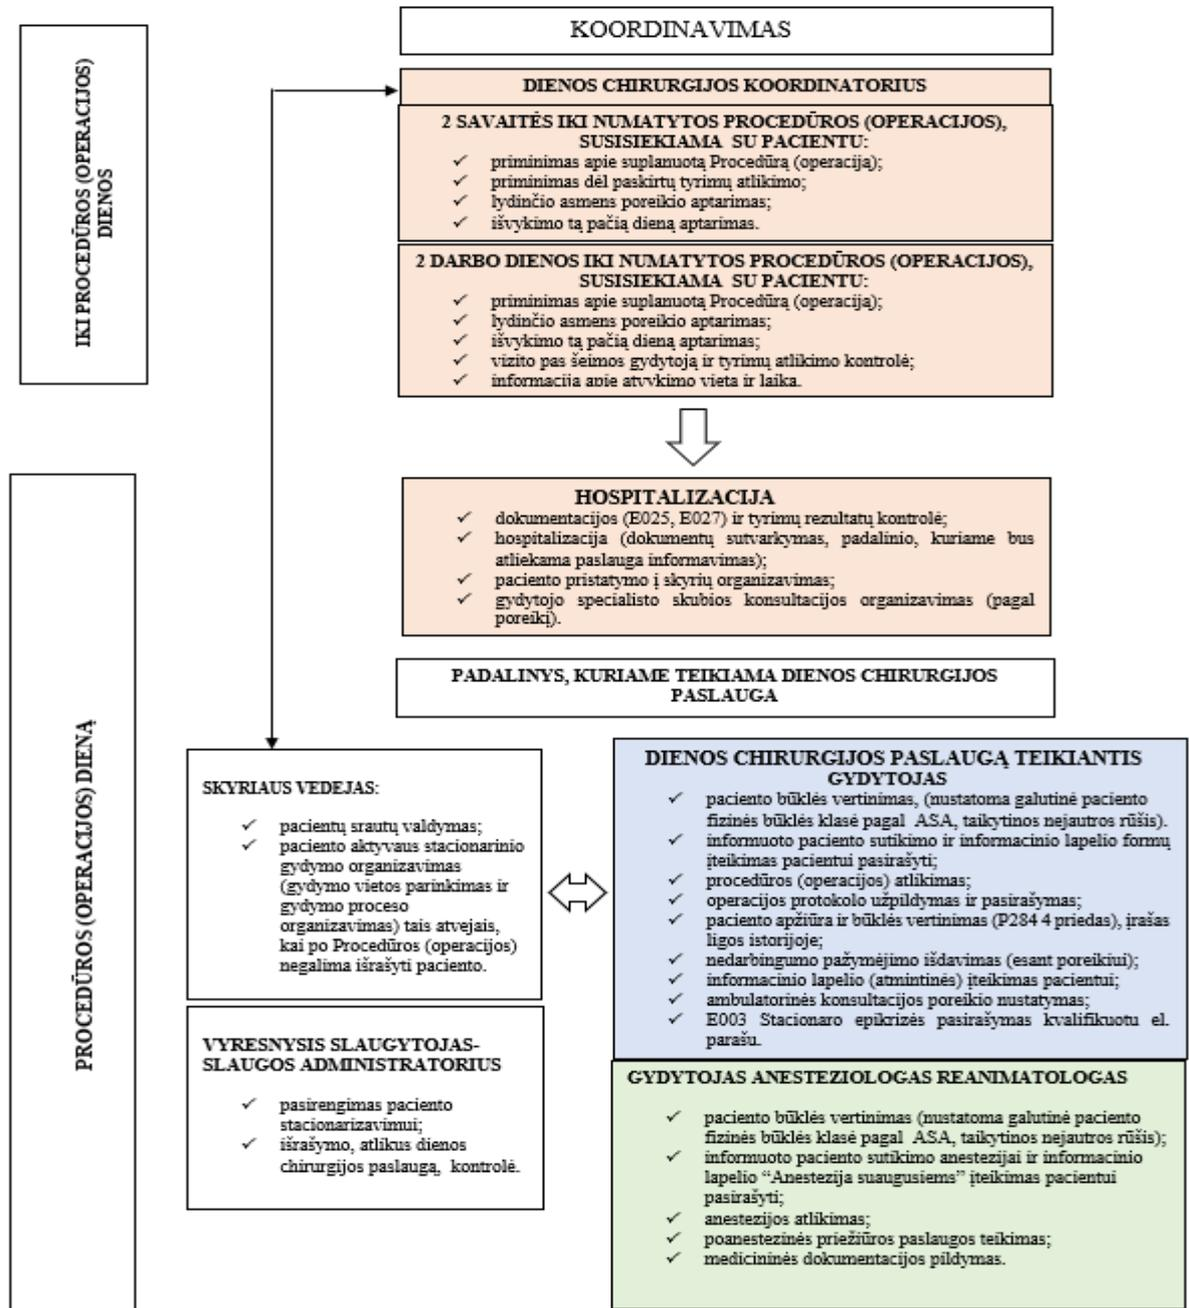 KOORDINAVIMAS
IKI PROCEDŪROS (OPERACIJOS)
DIENOS
DIENOS CHIRURGIJOS KOORDINATORIUS
2 SAVAITĖS IKI NUMATYTOS PROCEDŪROS (OPERACIJOS),
SUSISIEKIAMA SU PACIENTU:
✓ priminimas apie suplanuotą Procedūrą (operaciją);
✓ priminimas dėl paskirtų tyrimų atlikimo;
✓ lydinčio asmens poreikio aptarimas;
✓ išvykimo tą pačią dieną aptarimas.
2 DARBO DIENOS IKI NUMATYTOS PROCEDŪROS (OPERACIJOS),
SUSISIEKIAMA SU PACIENTU:
✓ priminimas apie suplanuotą Procedūrą (operaciją);
✓ lydinčio asmens poreikio aptarimas;
✓ išvykimo tą pačią dieną aptarimas;
✓ vizito pas šeimos gydytoją ir tyrimų atlikimo kontrolė;
✓ informacija apie atvykimo vietą ir laiką.
PROCEDŪROS (OPERACIJOS) DIENĄ
HOSPITALIZACIJA
✓ dokumentacijos (E025, E027) ir tyrimų rezultatų kontrolė;
✓ hospitalizacija (dokumentų sutvarkymas, padalinio, kuriame bus
atliekama paslauga informavimas);
✓ paciento pristatymo į skyrių organizavimas;
✓ gydytojo specialisto skubios konsultacijos organizavimas (pagal
poreikį).
PADALINYS, KURIAME TEIKIAMA DIENOS CHIRURGIJOS
PASLAUGA
SKYRIAUS VEDEJAS:
✓ pacientų srautų valdymas;
✓ paciento aktyvaus stacionarinio
gydymo organizavimas
(gydymo vietos parinkimas ir
gydymo proceso
organizavimas) tais atvejais,
kai po Procedūros (operacijos)
negalima išrašyti paciento.
VYRESNYSIS SLAUGYTOJAS-
SLAUGOS ADMINISTRATORIUS
✓ pasirengimas paciento
stacionarizavimui;
✓ išrašymo, atlikus dienos
chirurgijos paslaugą, kontrolė.
DIENOS CHIRURGIJOS PASLAUGĄ TEIKIANTIS
GYDYTOJAS
✓ paciento būklės vertinimas, (nustatoma galutinė paciento
fizinės būklės klasė pagal ASA, taikytinos nejautros rūšis).
✓ informuoto paciento sutikimo ir informacinio lapelio formų
įteikimas pacientui pasirašyti;
✓ procedūros (operacijos) atlikimas;
✓ operacijos protokolo užpildymas ir pasirašymas;
✓ paciento apžiūra ir būklės vertinimas (P284 4 priedas), įrašas
ligos istorijoje;
✓ nedarbingumo pažymėjimo išdavimas (esant poreikiui);
✓ informacinio lapelio (atmintinės) įteikimas pacientui;
✓ ambulatorinės konsultacijos poreikio nustatymas;
✓ E003 Stacionaro epikrizės pasirašymas kvalifikuotu el.
parašu.
GYDYTOJAS ANESTEZIOLOGAS REANIMATOLOGAS
✓ paciento būklės vertinimas (nustatoma galutinė paciento
fizinės būklės klasė pagal ASA, taikytinos nejautros rūšis);
✓ informuoto paciento sutikimo anestezijai ir informacinio
lapelio “Anestezija suaugusiems” įteikimas pacientui
pasirašyti;
✓ anestezijos atlikimas;
✓ poanestezinės priežiūros paslaugos teikimas;
✓ medicininės dokumentacijos pildymas.